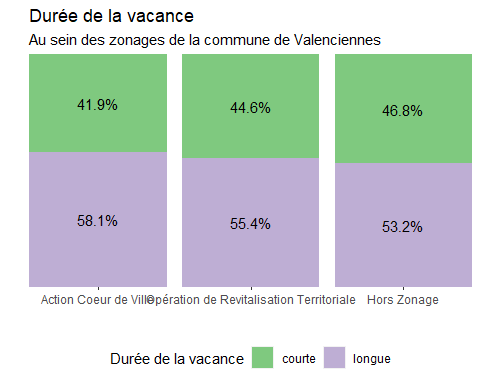 Durée de la vacance
Au sein des zonages de la commune de Valenciennes
41.9% 44.6% 46.8%
58.1% 55.4% 53.2%
Action Coeur de Ville Opération de Revitalisation Territoriale Hors Zonage
Durée de la vacance courte longue